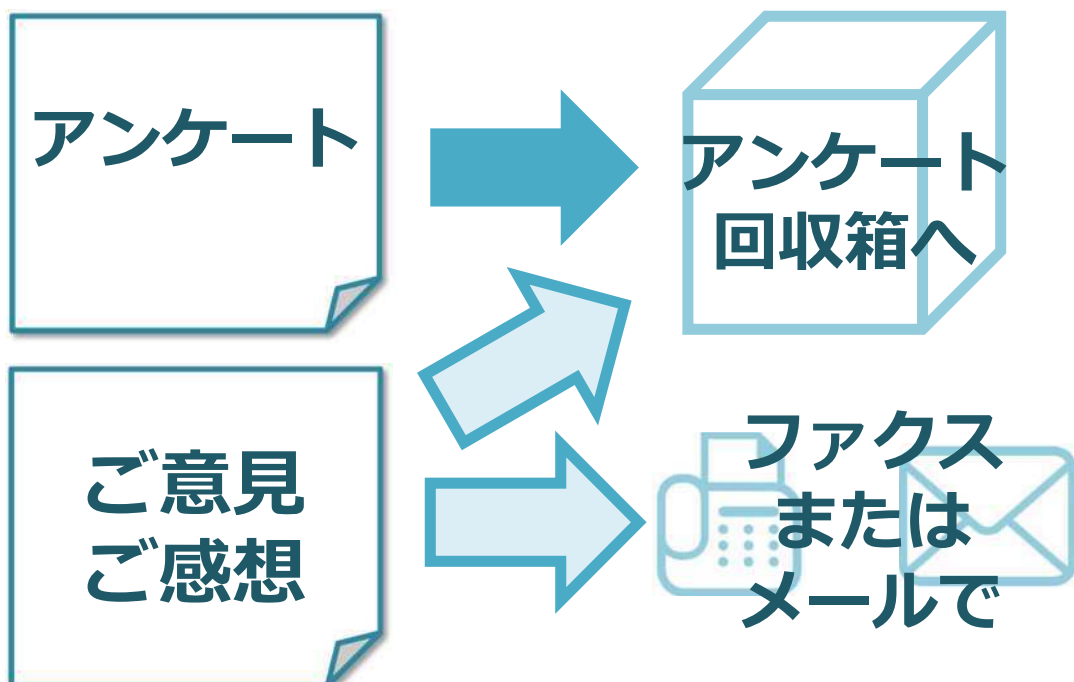 アンケート
アンケート
回収箱へ
ご意見
ご感想
ファクス
または
メールで